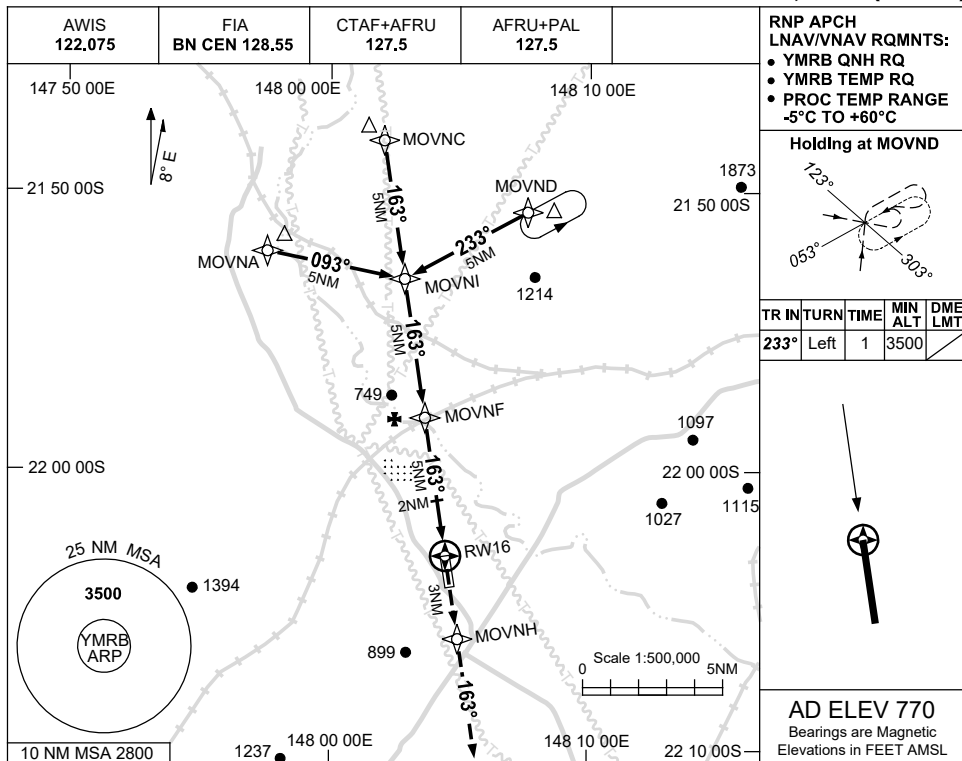 AWIS
122.075
FIA
BN CEN 128.55
CTAF+AFRU
127.5
AFRU+PAL
127.5
RNP APCH
LNAV/VNAV RQMNTS:
● YMRB QNH RQ
● YMRB TEMP RQ
● PROC TEMP RANGE
-5°C TO +60°C
147 50 00E
148 00 00E
148 10 00E
8° E
MOVNC
Holding at MOVND
123°
053°
303°
163°
5NM
MOVND
1873
21 50 00S
21 50 00S
233°
5NM
MOVNA
093°
5NM
MOVNI
1214
TR IN
TURN
TIME
MIN ALT
DME LMT
233°
Left
1
3500
163°
5NM
749
MOVNF
1097
22 00 00S
22 00 00S
163°
5NM
2NM
1027
1115
RW16
25 NM MSA
3500
YMRB
ARP
1394
3NM
MOVNH
899
Scale 1:500,000
0
5NM
163°
AD ELEV 770
Bearings are Magnetic
Elevations in FEET AMSL
10 NM MSA 2800
1237
148 00 00E
148 10 00E
22 10 00S